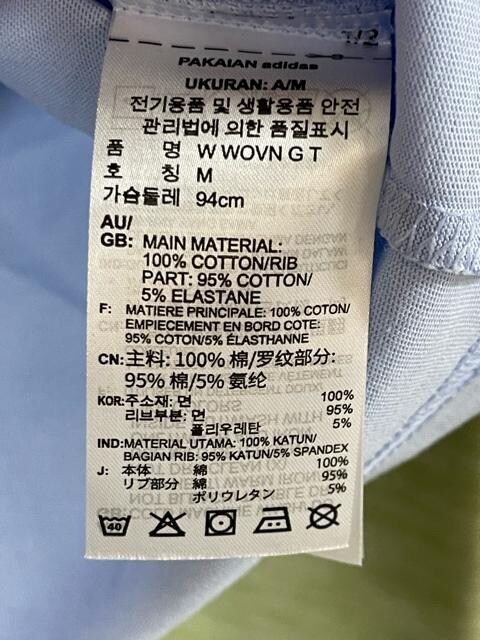 1/2
PAKAIAN adidas
UKURAN: A/M
전기용품 및 생활용품 안전
관리법에 의한 품질표시
품 명 W WOVN G T
호 칭 M
가슴둘레 94cm
AU/
GB: MAIN MATERIAL:
100% COTTON/RIB
PART: 95% COTTON/
5% ELASTANE
F: MATIERE PRINCIPALE: 100% COTON/
EMPIECEMENT EN BORD COTE:
95% COTON/5% ÉLASTHANNE
CN: 主料: 100% 棉/罗纹部分:
95% 棉/5% 氨纶
KOR: 주소재: 면 100%
리브부분: 면 95%
폴리우레탄 5%
IND: MATERIAL UTAMA: 100% KATUN/
BAGIAN RIB: 95% KATUN/5% SPANDEX
J: 本体 綿 100%
リブ部分 綿 95%
ポリウレタン 5%
40